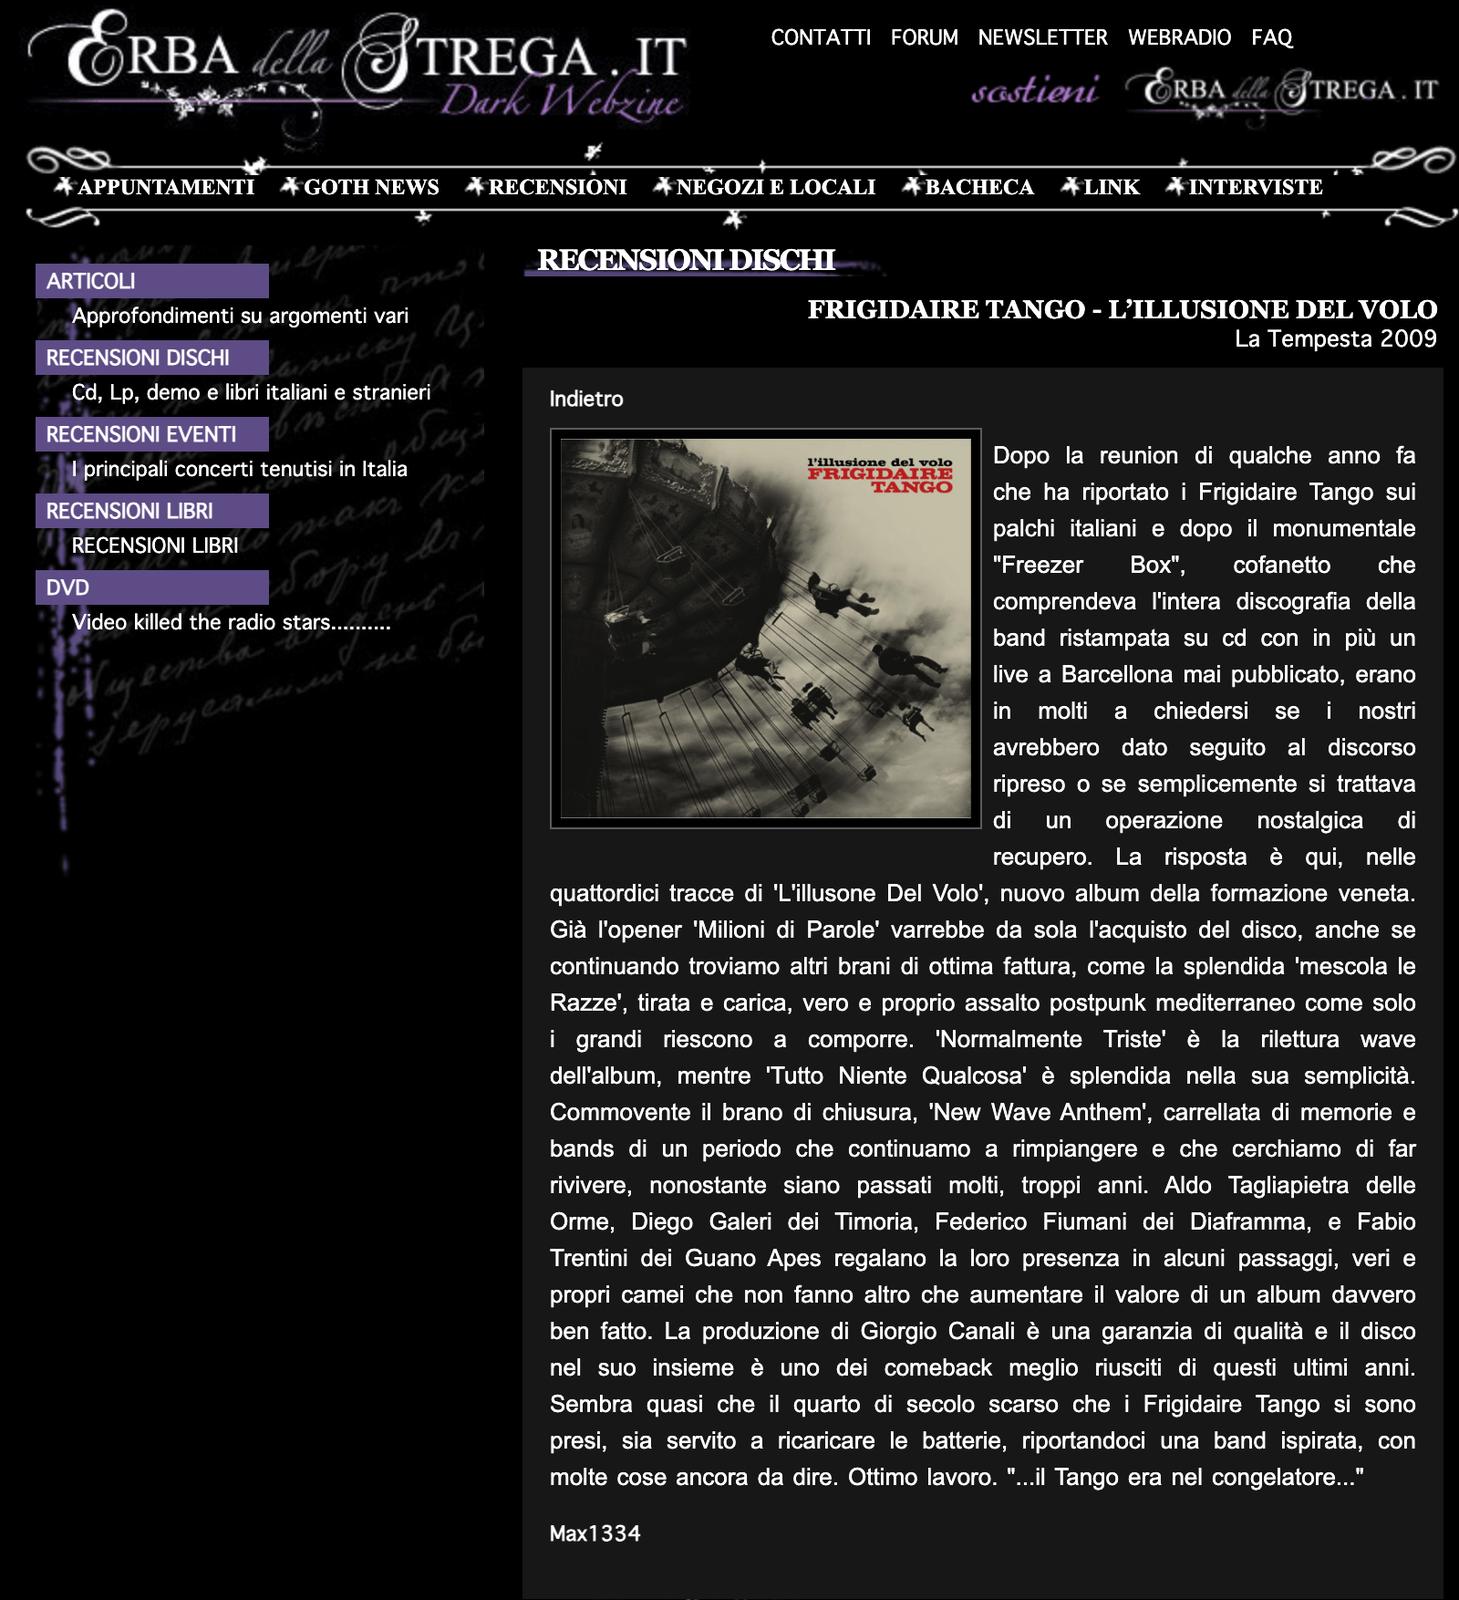 ERBA della STREGA.IT
Dark Webzine
CONTATTI FORUM NEWSLETTER WEBRADIO FAQ
sostieni ERBA della STREGA.IT
APPUNTAMENTI GOTH NEWS RECENSIONI NEGOZI E LOCALI BACHECA LINK INTERVISTE
ARTICOLI
Approfondimenti su argomenti vari
RECENSIONI DISCHI
Cd, Lp, demo e libri italiani e stranieri
RECENSIONI EVENTI
I principali concerti tenutisi in Italia
RECENSIONI LIBRI
RECENSIONI LIBRI
DVD
Video killed the radio stars..........
RECENSIONI DISCHI
FRIGIDAIRE TANGO - L’ILLUSIONE DEL VOLO
La Tempesta 2009
Indietro
l'illusione del volo
FRIGIDAIRE
TANGO
Dopo la reunion di qualche anno fa
che ha riportato i Frigidaire Tango sui
palchi italiani e dopo il monumentale
"Freezer Box", cofanetto che
comprendeva l'intera discografia della
band ristampata su cd con in più un
live a Barcellona mai pubblicato, erano
in molti a chiedersi se i nostri
avrebbero dato seguito al discorso
ripreso o se semplicemente si trattava
di un operazione nostalgica di
recupero. La risposta è qui, nelle
quattordici tracce di 'L'illusone Del Volo', nuovo album della formazione veneta.
Già l'opener 'Milioni di Parole' varrebbe da sola l'acquisto del disco, anche se
continuando troviamo altri brani di ottima fattura, come la splendida 'mescola le
Razze', tirata e carica, vero e proprio assalto postpunk mediterraneo come solo
i grandi riescono a comporre. 'Normalmente Triste' è la rilettura wave
dell'album, mentre 'Tutto Niente Qualcosa' è splendida nella sua semplicità.
Commovente il brano di chiusura, 'New Wave Anthem', carrellata di memorie e
bands di un periodo che continuamo a rimpiangere e che cerchiamo di far
rivivere, nonostante siano passati molti, troppi anni. Aldo Tagliapietra delle
Orme, Diego Galeri dei Timoria, Federico Fiumani dei Diaframma, e Fabio
Trentini dei Guano Apes regalano la loro presenza in alcuni passaggi, veri e
propri camei che non fanno altro che aumentare il valore di un album davvero
ben fatto. La produzione di Giorgio Canali è una garanzia di qualità e il disco
nel suo insieme è uno dei comeback meglio riusciti di questi ultimi anni.
Sembra quasi che il quarto di secolo scarso che i Frigidaire Tango si sono
presi, sia servito a ricaricare le batterie, riportandoci una band ispirata, con
molte cose ancora da dire. Ottimo lavoro. "...il Tango era nel congelatore..."
Max1334